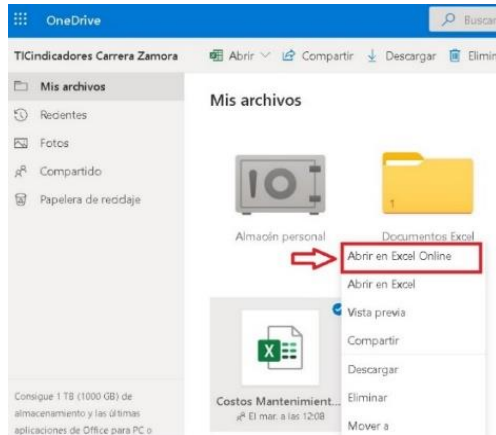 OneDrive
Buscar
TICindicadores Carrera Zamora
Abrir
Compartir
Descargar
Elimin
Mis archivos
Recientes
Fotos
Compartido
Papelera de reciclaje
Mis archivos
1
Almacén personal
Documentos Excel
Abrir en Excel Online
Abrir en Excel
Vista previa
Compartir
Descargar
Eliminar
Mover a
Costos Mantenimient...
El mar. a las 12:08
Consigue 1 TB (1000 GB) de
almacenamiento y las últimas
aplicaciones de Office para PC o